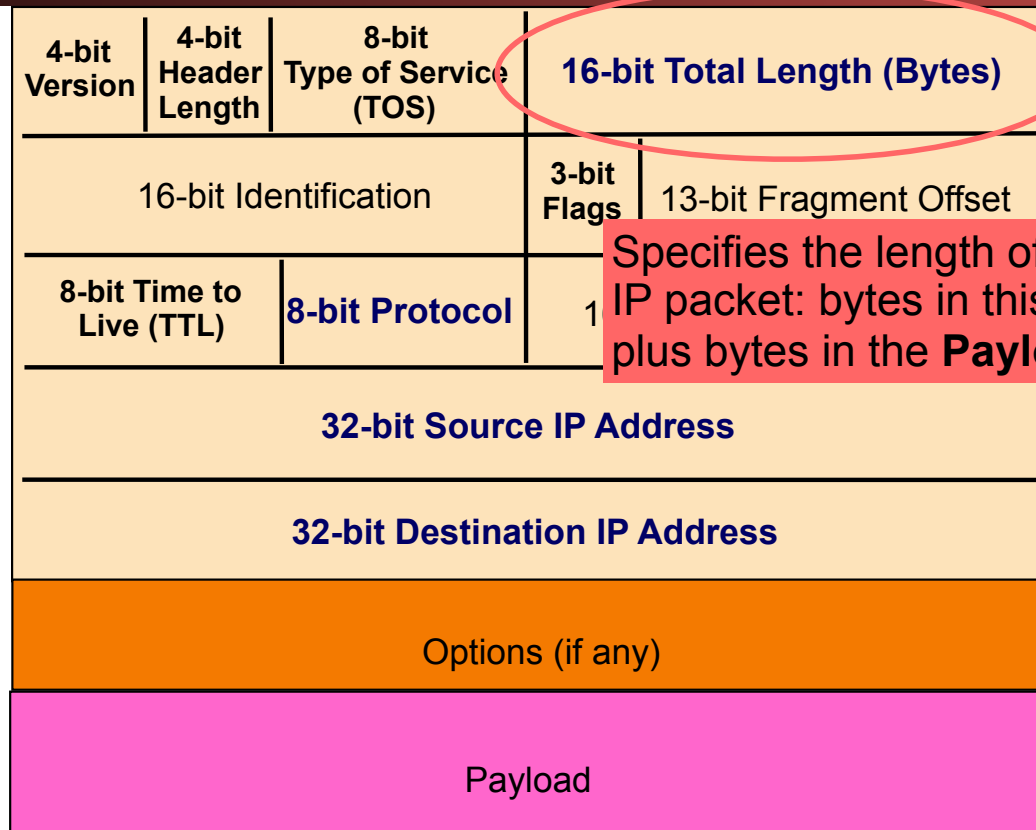 4-bit
Version
4-bit
Header
Length
8-bit
Type of Service
(TOS)
16-bit Total Length (Bytes)
16-bit Identification
3-bit
Flags
13-bit Fragment Offset
8-bit Time to
Live (TTL)
8-bit Protocol
Specifies the length of
IP packet: bytes in this
plus bytes in the
32-bit Source IP Address
32-bit Destination IP Address
Options (if any)
Payload